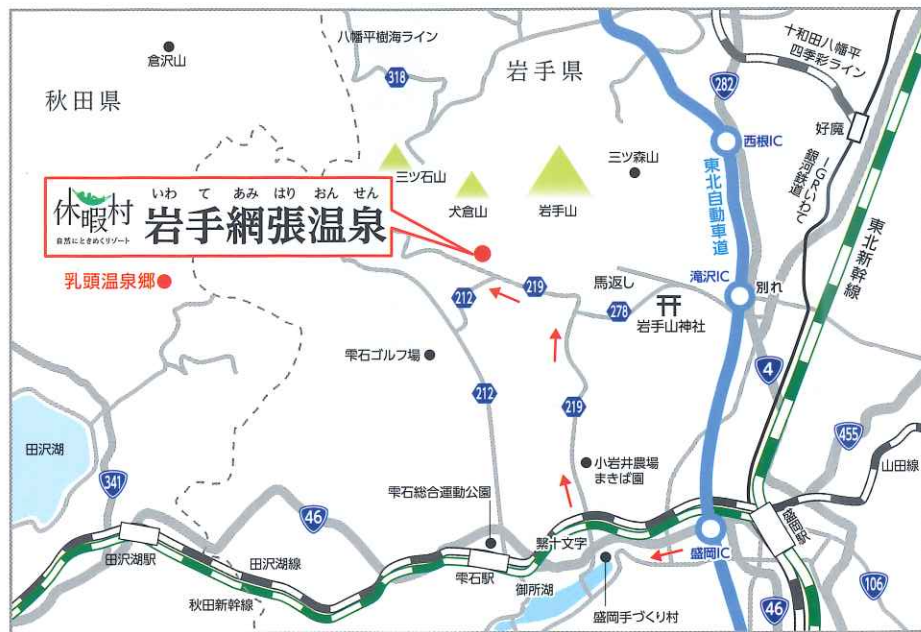 八幡平樹海ライン
十和田八幡平
四季彩ライン
倉沢山
318
岩手県
282
秋田県
好摩
西根IC
三ツ森山
IGRいわて
銀河鉄道
三ツ石山
犬倉山
岩手山
東北自動車道
東北新幹線
休暇村
自然にときめくリゾート
いわてあみはりおんせん
岩手網張温泉
乳頭温泉郷
212
219
馬返し
278
岩手山神社
滝沢IC
別れ
雫石ゴルフ場
4
212
219
455
田沢湖
341
小岩井農場
まきば園
山田線
雫石総合運動公園
46
繋十文字
盛岡駅
盛岡IC
田沢湖駅
田沢湖線
雫石駅
御所湖
秋田新幹線
盛岡手づくり村
46
106